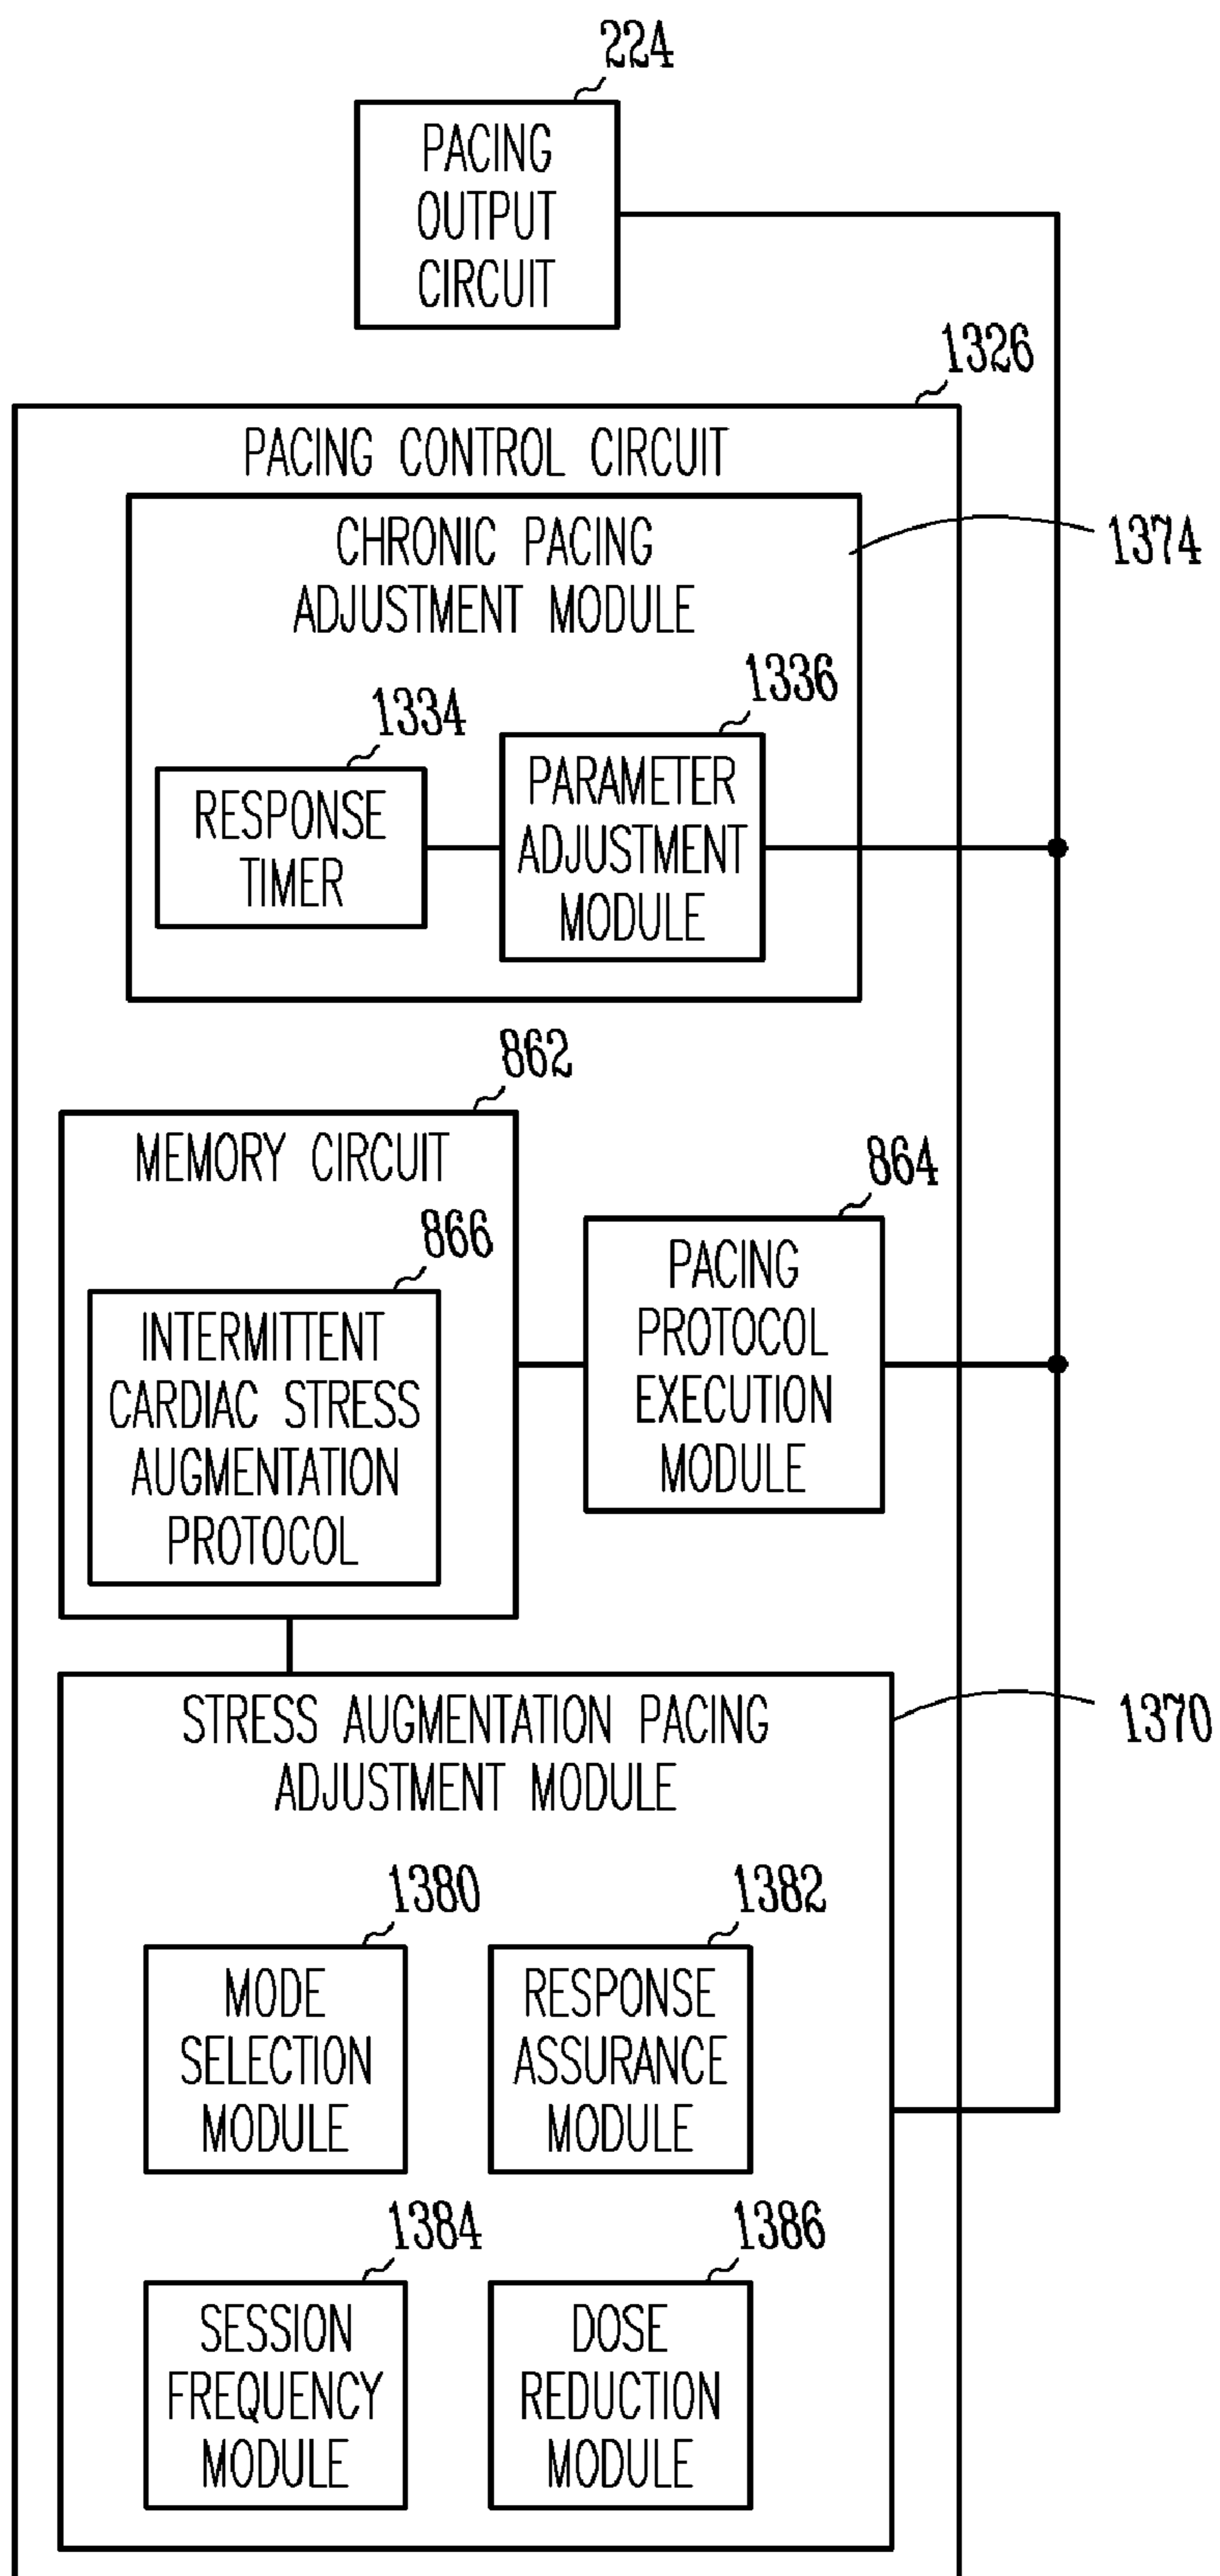 224
PACING
OUTPUT
CIRCUIT
1326
PACING CONTROL CIRCUIT
CHRONIC PACING
ADJUSTMENT MODULE
1374
1334
RESPONSE
TIMER
1336
PARAMETER
ADJUSTMENT
MODULE
862
MEMORY CIRCUIT
866
INTERMITTENT
CARDIAC STRESS
AUGMENTATION
PROTOCOL
864
PACING
PROTOCOL
EXECUTION
MODULE
STRESS AUGMENTATION PACING
ADJUSTMENT MODULE
1370
1380
MODE
SELECTION
MODULE
1382
RESPONSE
ASSURANCE
MODULE
1384
SESSION
FREQUENCY
MODULE
1386
DOSE
REDUCTION
MODULE